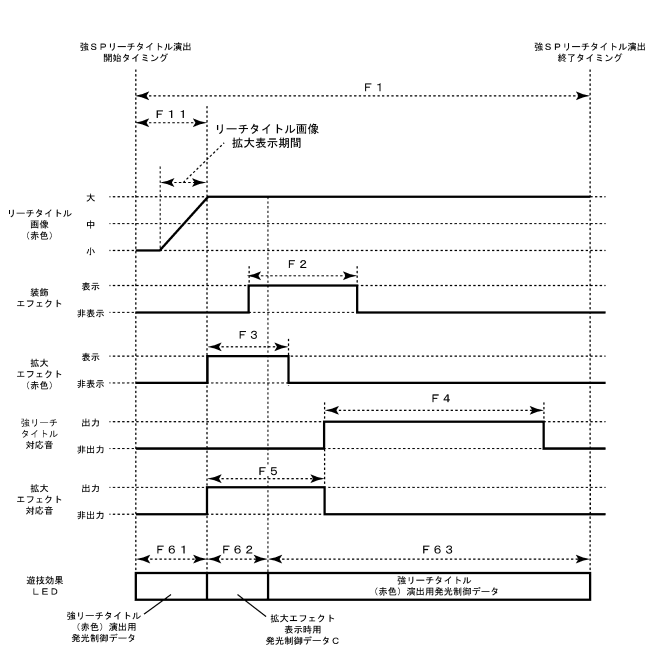 強ＳＰリーチタイトル演出
開始タイミング
強ＳＰリーチタイトル演出
終了タイミング
Ｆ１
Ｆ１１
リーチタイトル画像
拡大表示期間
リーチタイトル
画像
（赤色）
大
中
小
Ｆ２
装飾
エフェクト
表示
非表示
Ｆ３
拡大
エフェクト
（赤色）
表示
非表示
Ｆ４
強リーチ
タイトル
対応音
出力
非出力
Ｆ５
拡大
エフェクト
対応音
出力
非出力
Ｆ６１
Ｆ６２
Ｆ６３
遊技効果
ＬＥＤ
強リーチタイトル
（赤色）演出用発光制御データ
強リーチタイトル
（赤色）演出用
発光制御データ
拡大エフェクト
表示時用
発光制御データＣ